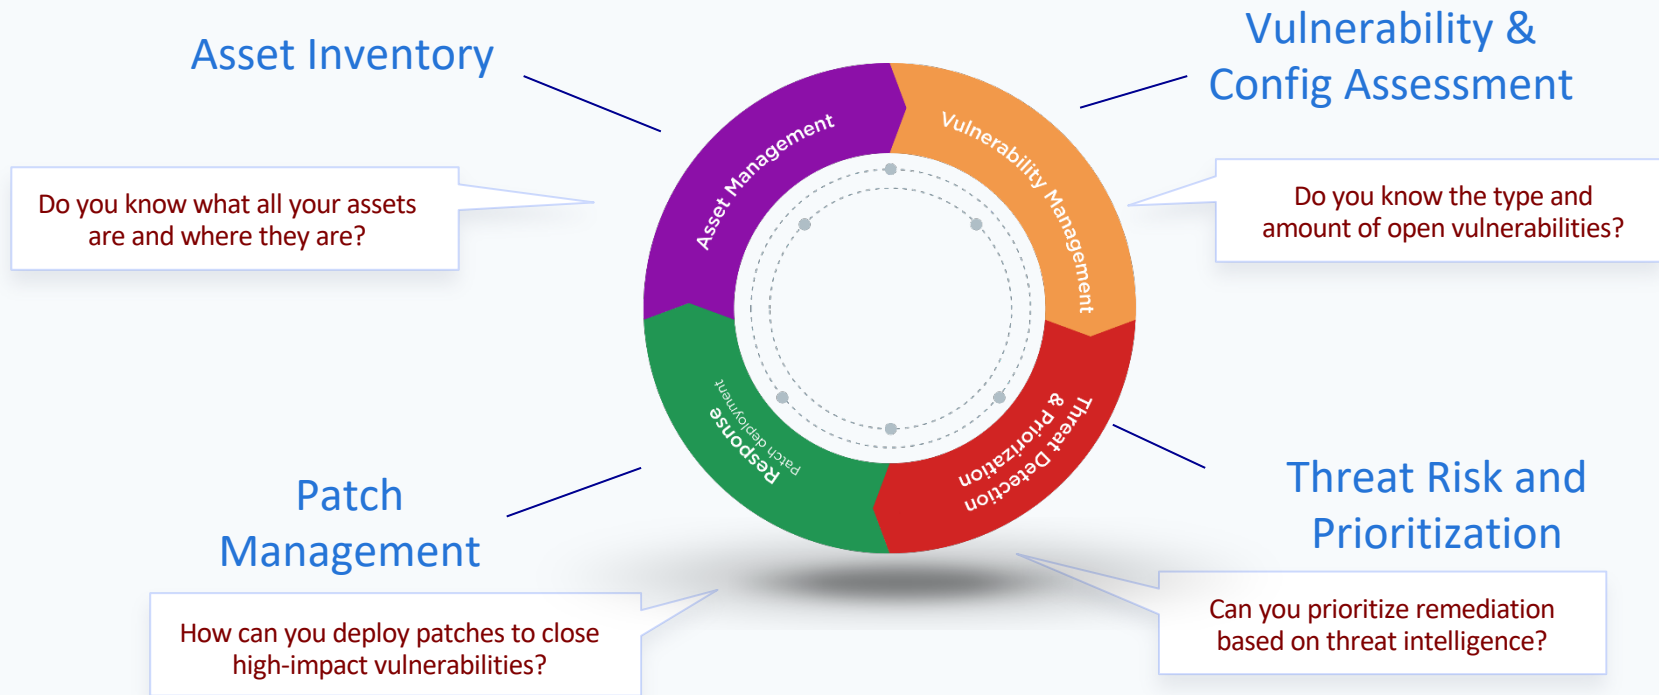 Asset Inventory
Vulnerability &
Config Assessment
Asset Management
Vulnerability Management
Do you know what all your assets
are and where they are?
Do you know the type and
amount of open vulnerabilities?
Response
Patch deployment
Threat Detection
& Priorization
Patch
Management
Threat Risk and
Prioritization
How can you deploy patches to close
high-impact vulnerabilities?
Can you prioritize remediation
based on threat intelligence?